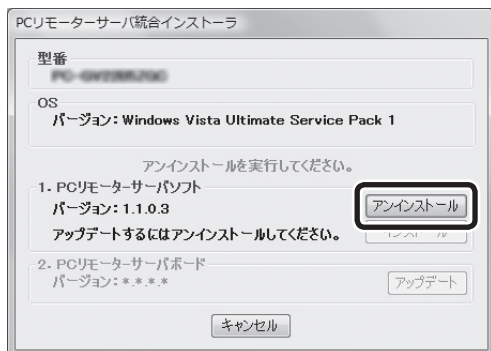 PCリモーターサーバ統合インストーラ
型番
OS
バージョン：Windows Vista Ultimate Service Pack 1
アンインストールを実行してください。
1. PCリモーターサーバソフト
バージョン：1.1.0.3
アンインストール
アップデートするにはアンインストールしてください。
2. PCリモーターサーバボード
バージョン：*.*.*.*
アップデート
キャンセル